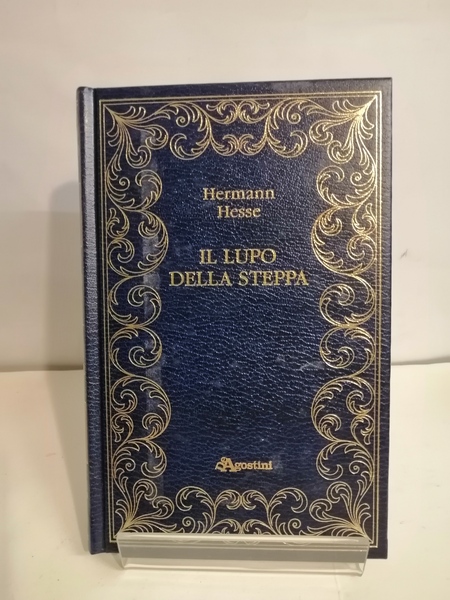 Hermann
Hesse
IL LUPO
DELLA STEPPA
DeAgostini